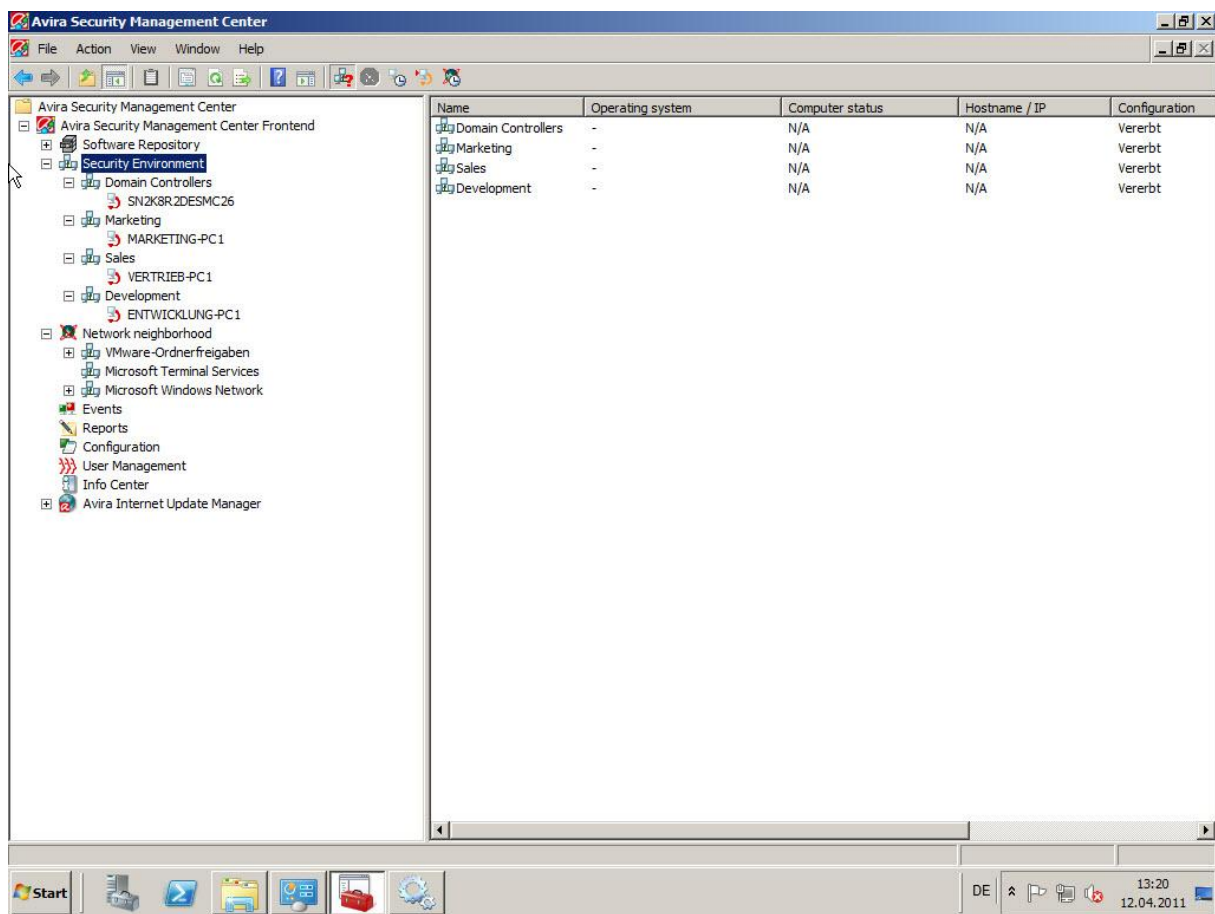 Avira Security Management Center
File Action View Window Help
Avira Security Management Center
Avira Security Management Center Frontend
Software Repository
Security Environment
Domain Controllers
SN2K8R2DESMC26
Marketing
MARKETING-PC1
Sales
VERTRIEB-PC1
Development
ENTWICKLUNG-PC1
Network neighborhood
VMware-Ordnerfreigaben
Microsoft Terminal Services
Microsoft Windows Network
Events
Reports
Configuration
User Management
Info Center
Avira Internet Update Manager
Name Operating system Computer status Hostname / IP Configuration
Domain Controllers - N/A N/A Vererbt
Marketing - N/A N/A Vererbt
Sales - N/A N/A Vererbt
Development - N/A N/A Vererbt
Start DE 13:20
12.04.2011